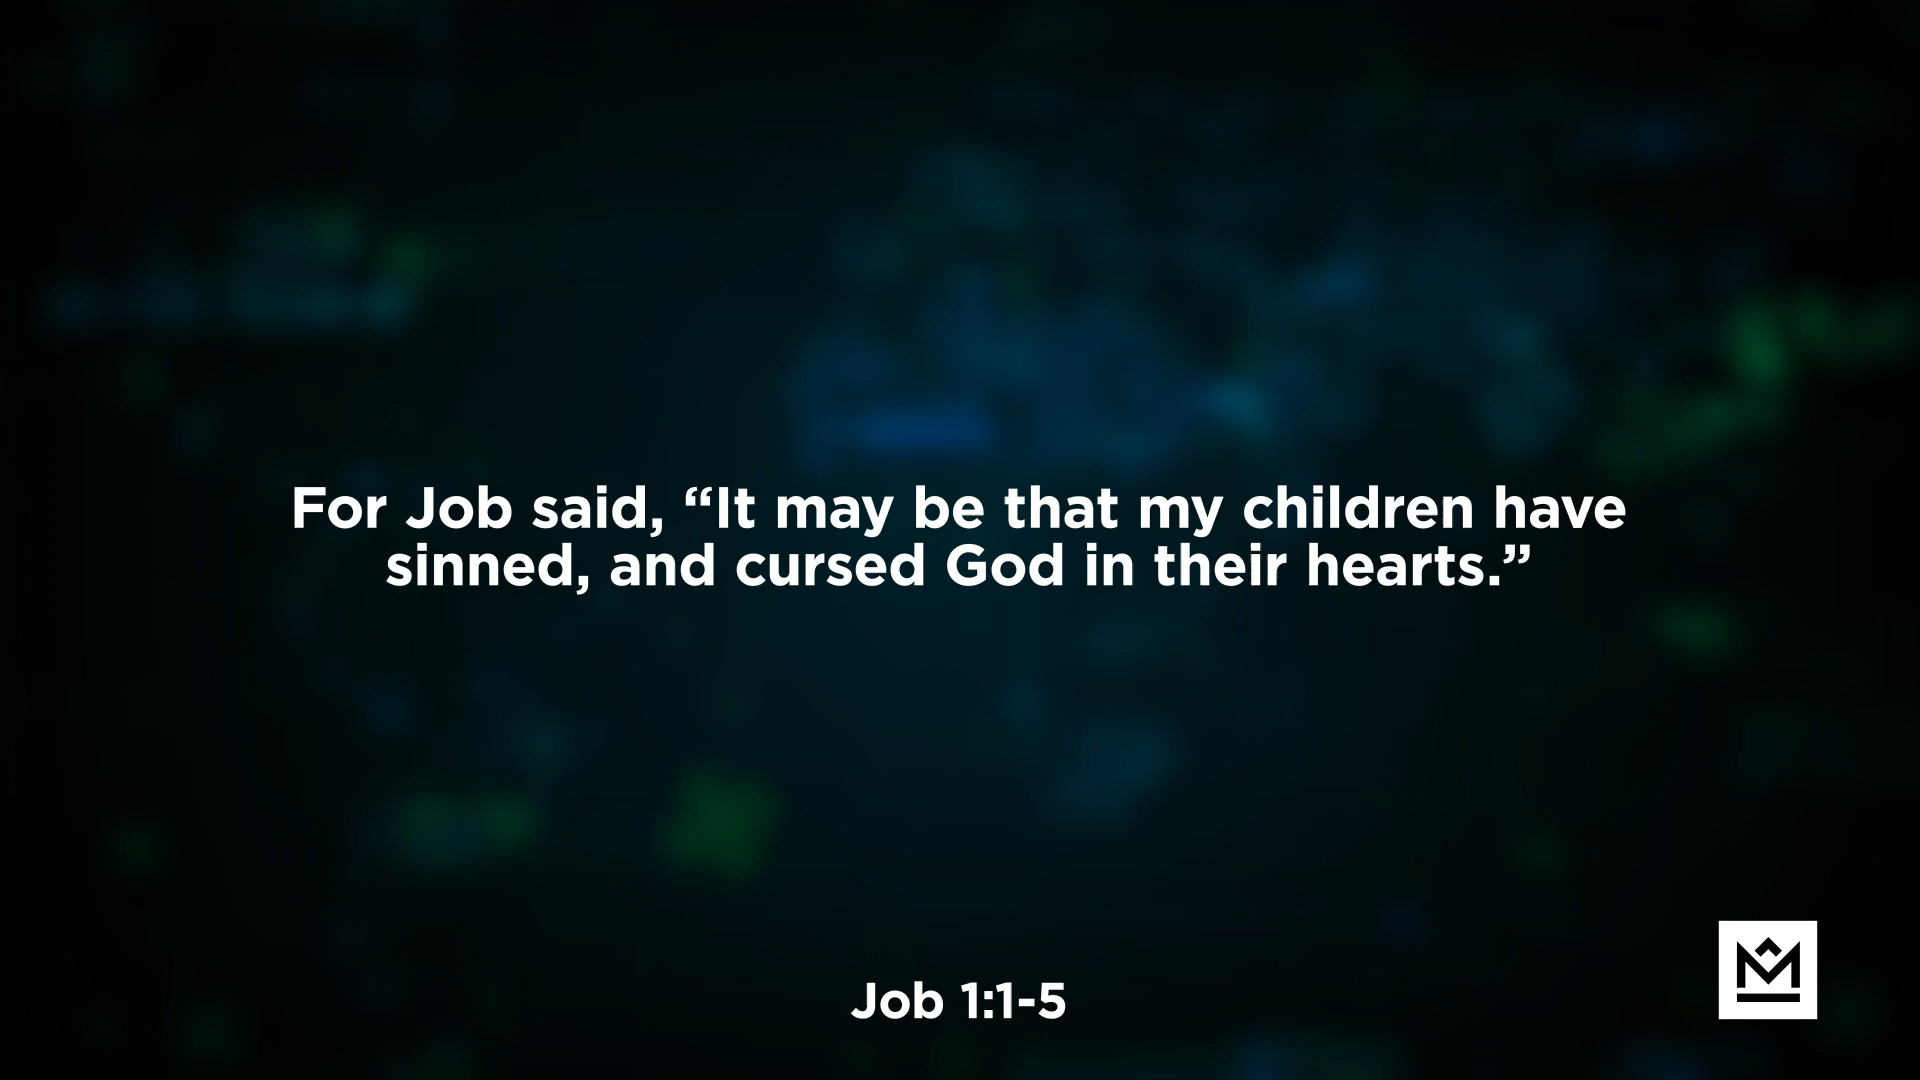 For Job said, “It may be that my children have
sinned, and cursed God in their hearts.”
Job 1:1-5